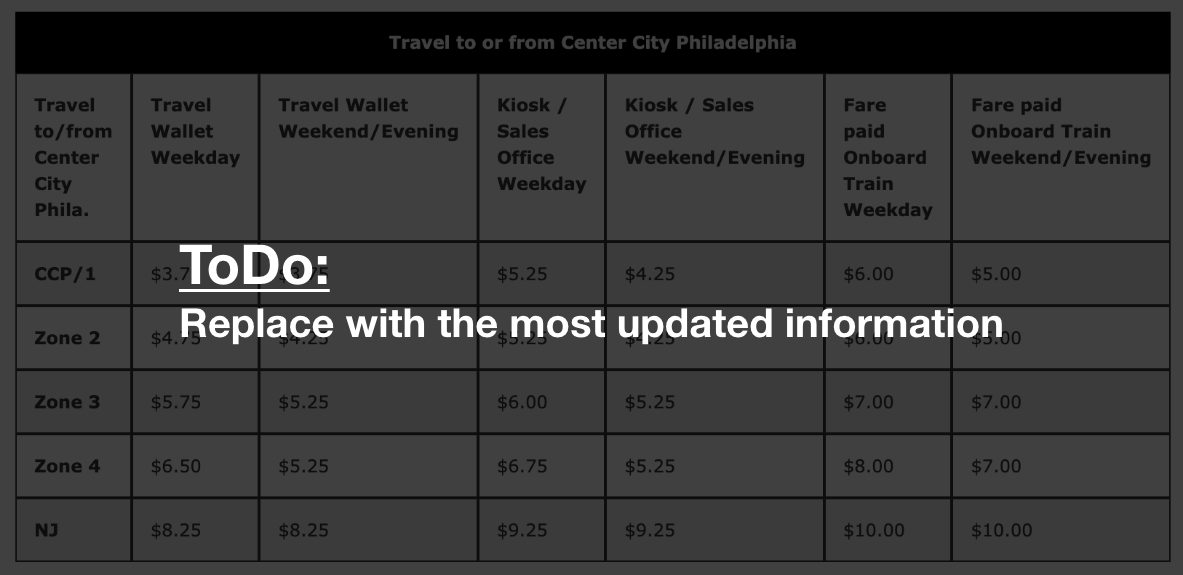 Travel to or from Center City Philadelphia
Travel
to/from
Center
City
Phila.
Travel
Wallet
Weekday
Travel Wallet
Weekend/Evening
Kiosk /
Sales
Office
Weekday
Kiosk / Sales
Office
Weekend/Evening
Fare
paid
Onboard
Train
Weekday
Fare paid
Onboard Train
Weekend/Evening
CCP/1 $5.25 $4.25 $6.00 $5.00
ToDo:
Replace with the most updated information
Zone 2 $4.75 $4.25 $5.25 $4.25 $6.00 $5.00
Zone 3 $5.75 $5.25 $6.00 $5.25 $7.00 $7.00
Zone 4 $6.50 $5.25 $6.75 $5.25 $8.00 $7.00
NJ $8.25 $8.25 $9.25 $9.25 $10.00 $10.00